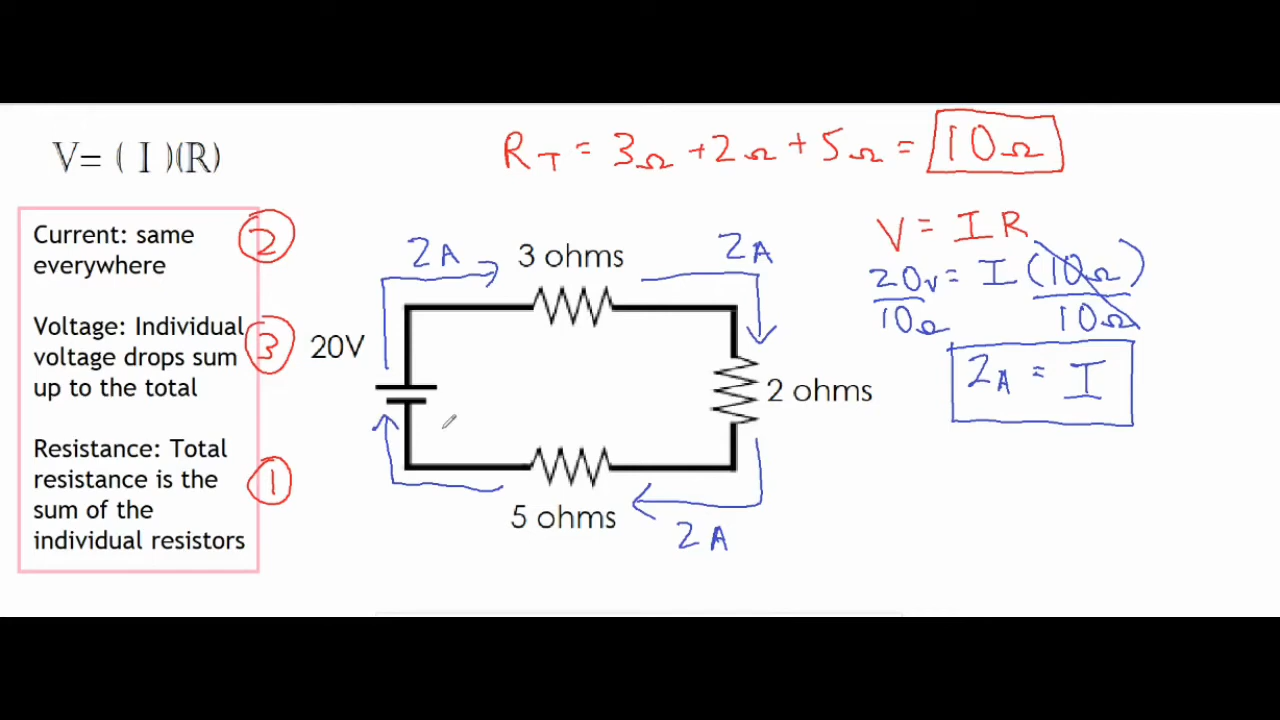 V= ( I )(R)
R_T = 3Ω + 2Ω + 5Ω = 10Ω
Current: same
everywhere
2
Voltage: Individual
voltage drops sum
up to the total
3
Resistance: Total
resistance is the
sum of the
individual resistors
1
2A
3 ohms
2A
20V
2 ohms
5 ohms
2A
V = IR
20v = I (10Ω)
10Ω 10Ω
2A = I